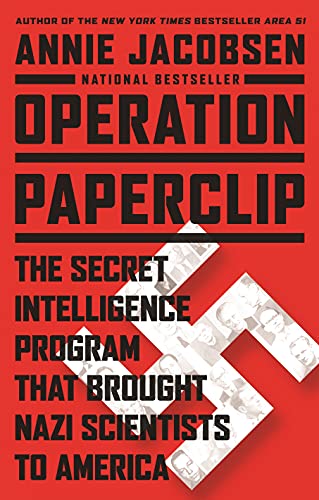 AUTHOR OF THE NEW YORK TIMES BESTSELLER AREA 51
ANNIE JACOBSEN
NATIONAL BESTSELLER
OPERATION
PAPERCLIP
THE SECRET
INTELLIGENCE
PROGRAM
THAT BROUGHT
NAZI SCIENTISTS
TO AMERICA